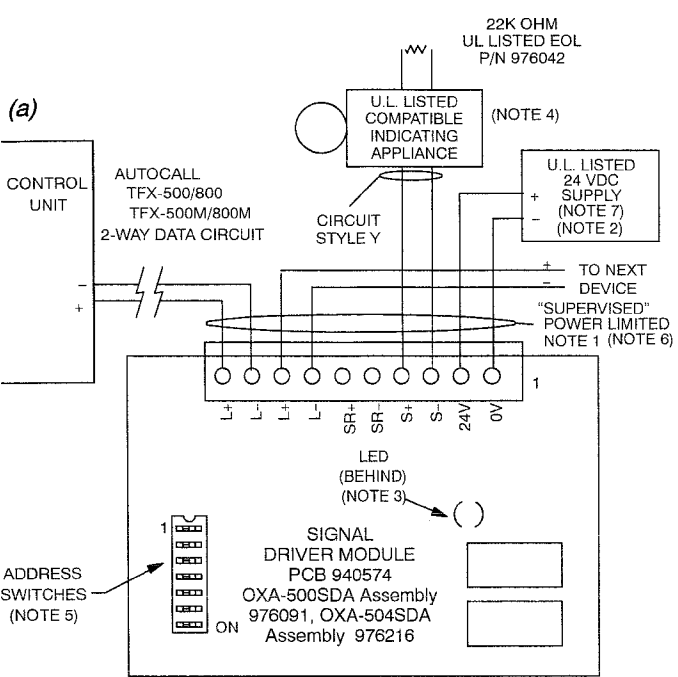 22K OHM
UL LISTED EOL
P/N 976042
(a)
U.L. LISTED
COMPATIBLE
INDICATING
APPLIANCE
(NOTE 4)
U.L. LISTED
24 VDC
SUPPLY
(NOTE 7)
(NOTE 2)
+
−
CONTROL
UNIT
AUTOCALL
TFX-500/800
TFX-500M/800M
2-WAY DATA CIRCUIT
CIRCUIT
STYLE Y
−
+
+
−
TO NEXT
DEVICE
"SUPERVISED"
POWER LIMITED
NOTE 1 (NOTE 6)
1
L+
L-
L+
L-
SR+
SR-
S+
S-
24V
0V
LED
(BEHIND)
(NOTE 3)
1
ADDRESS
SWITCHES
(NOTE 5)
ON
SIGNAL
DRIVER MODULE
PCB 940574
OXA-500SDA Assembly
976091, OXA-504SDA
Assembly 976216